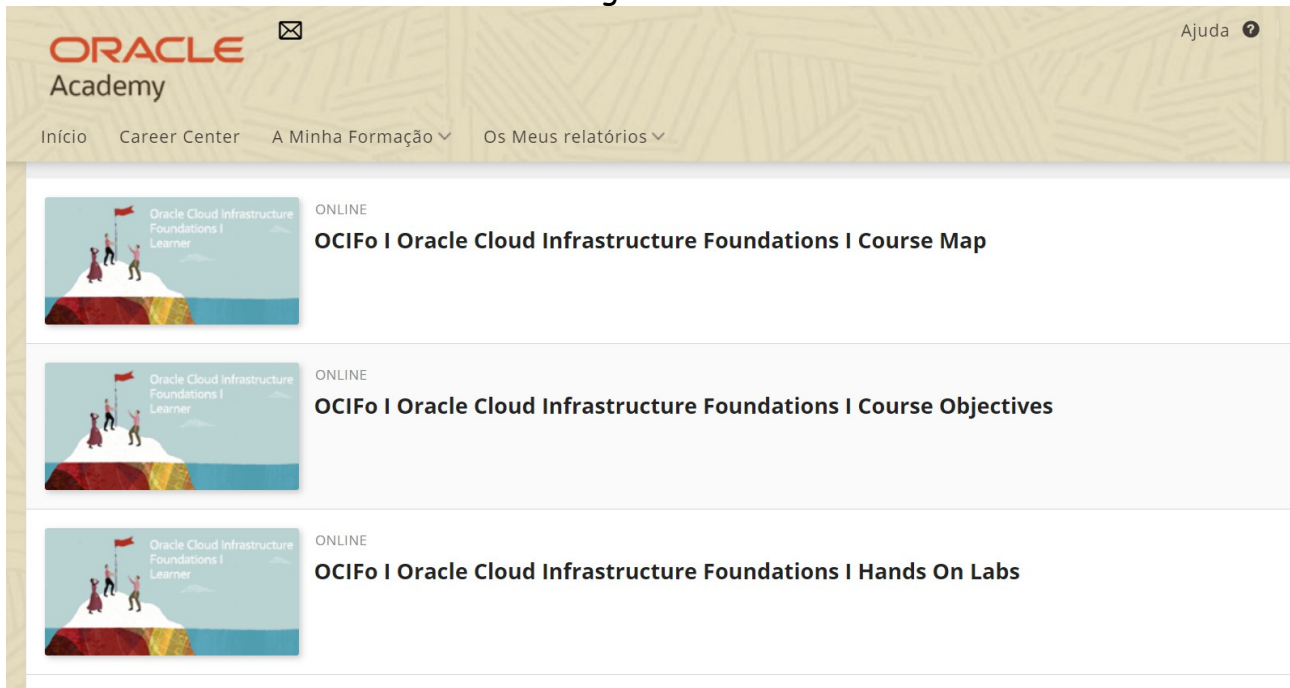 ORACLE
Academy
Ajuda
Início Career Center A Minha Formação Os Meus relatórios
Oracle Cloud Infrastructure
Foundations I
Learner
ONLINE
OCIFo I Oracle Cloud Infrastructure Foundations I Course Map
Oracle Cloud Infrastructure
Foundations I
Learner
ONLINE
OCIFo I Oracle Cloud Infrastructure Foundations I Course Objectives
Oracle Cloud Infrastructure
Foundations I
Learner
ONLINE
OCIFo I Oracle Cloud Infrastructure Foundations I Hands On Labs